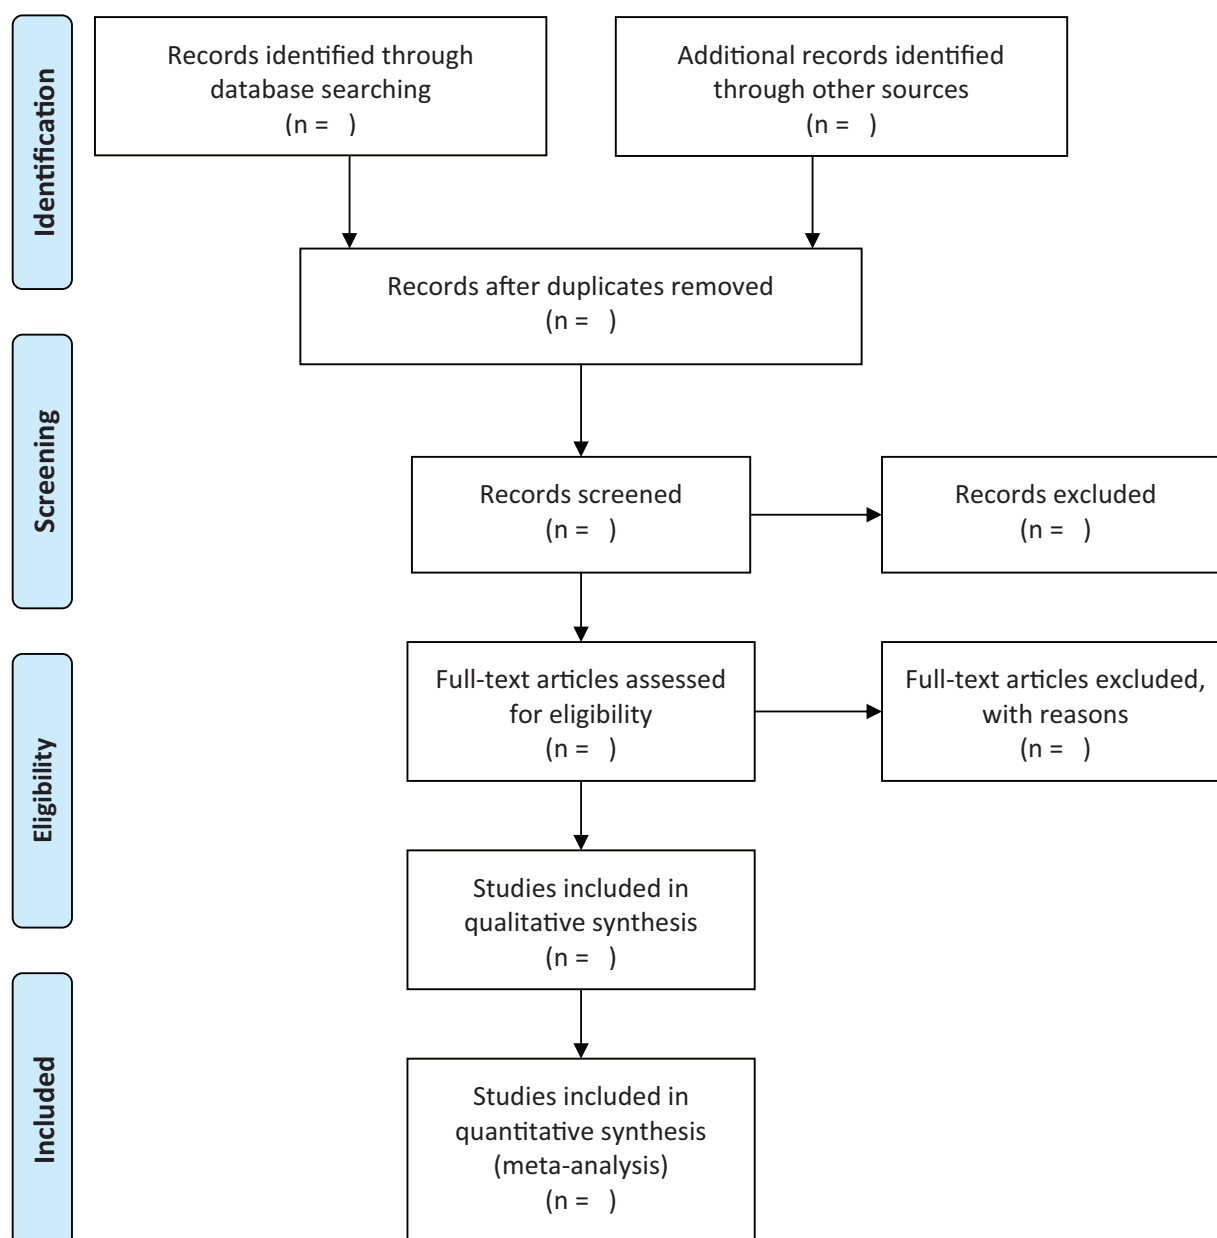 Identification
Records identified through
database searching
(n =   )
Additional records identified
through other sources
(n =   )
Records after duplicates removed
(n =   )
Screening
Records screened
(n =   )
Records excluded
(n =   )
Eligibility
Full-text articles assessed
for eligibility
(n =   )
Full-text articles excluded,
with reasons
(n =   )
Studies included in
qualitative synthesis
(n =   )
Included
Studies included in
quantitative synthesis
(meta-analysis)
(n =   )